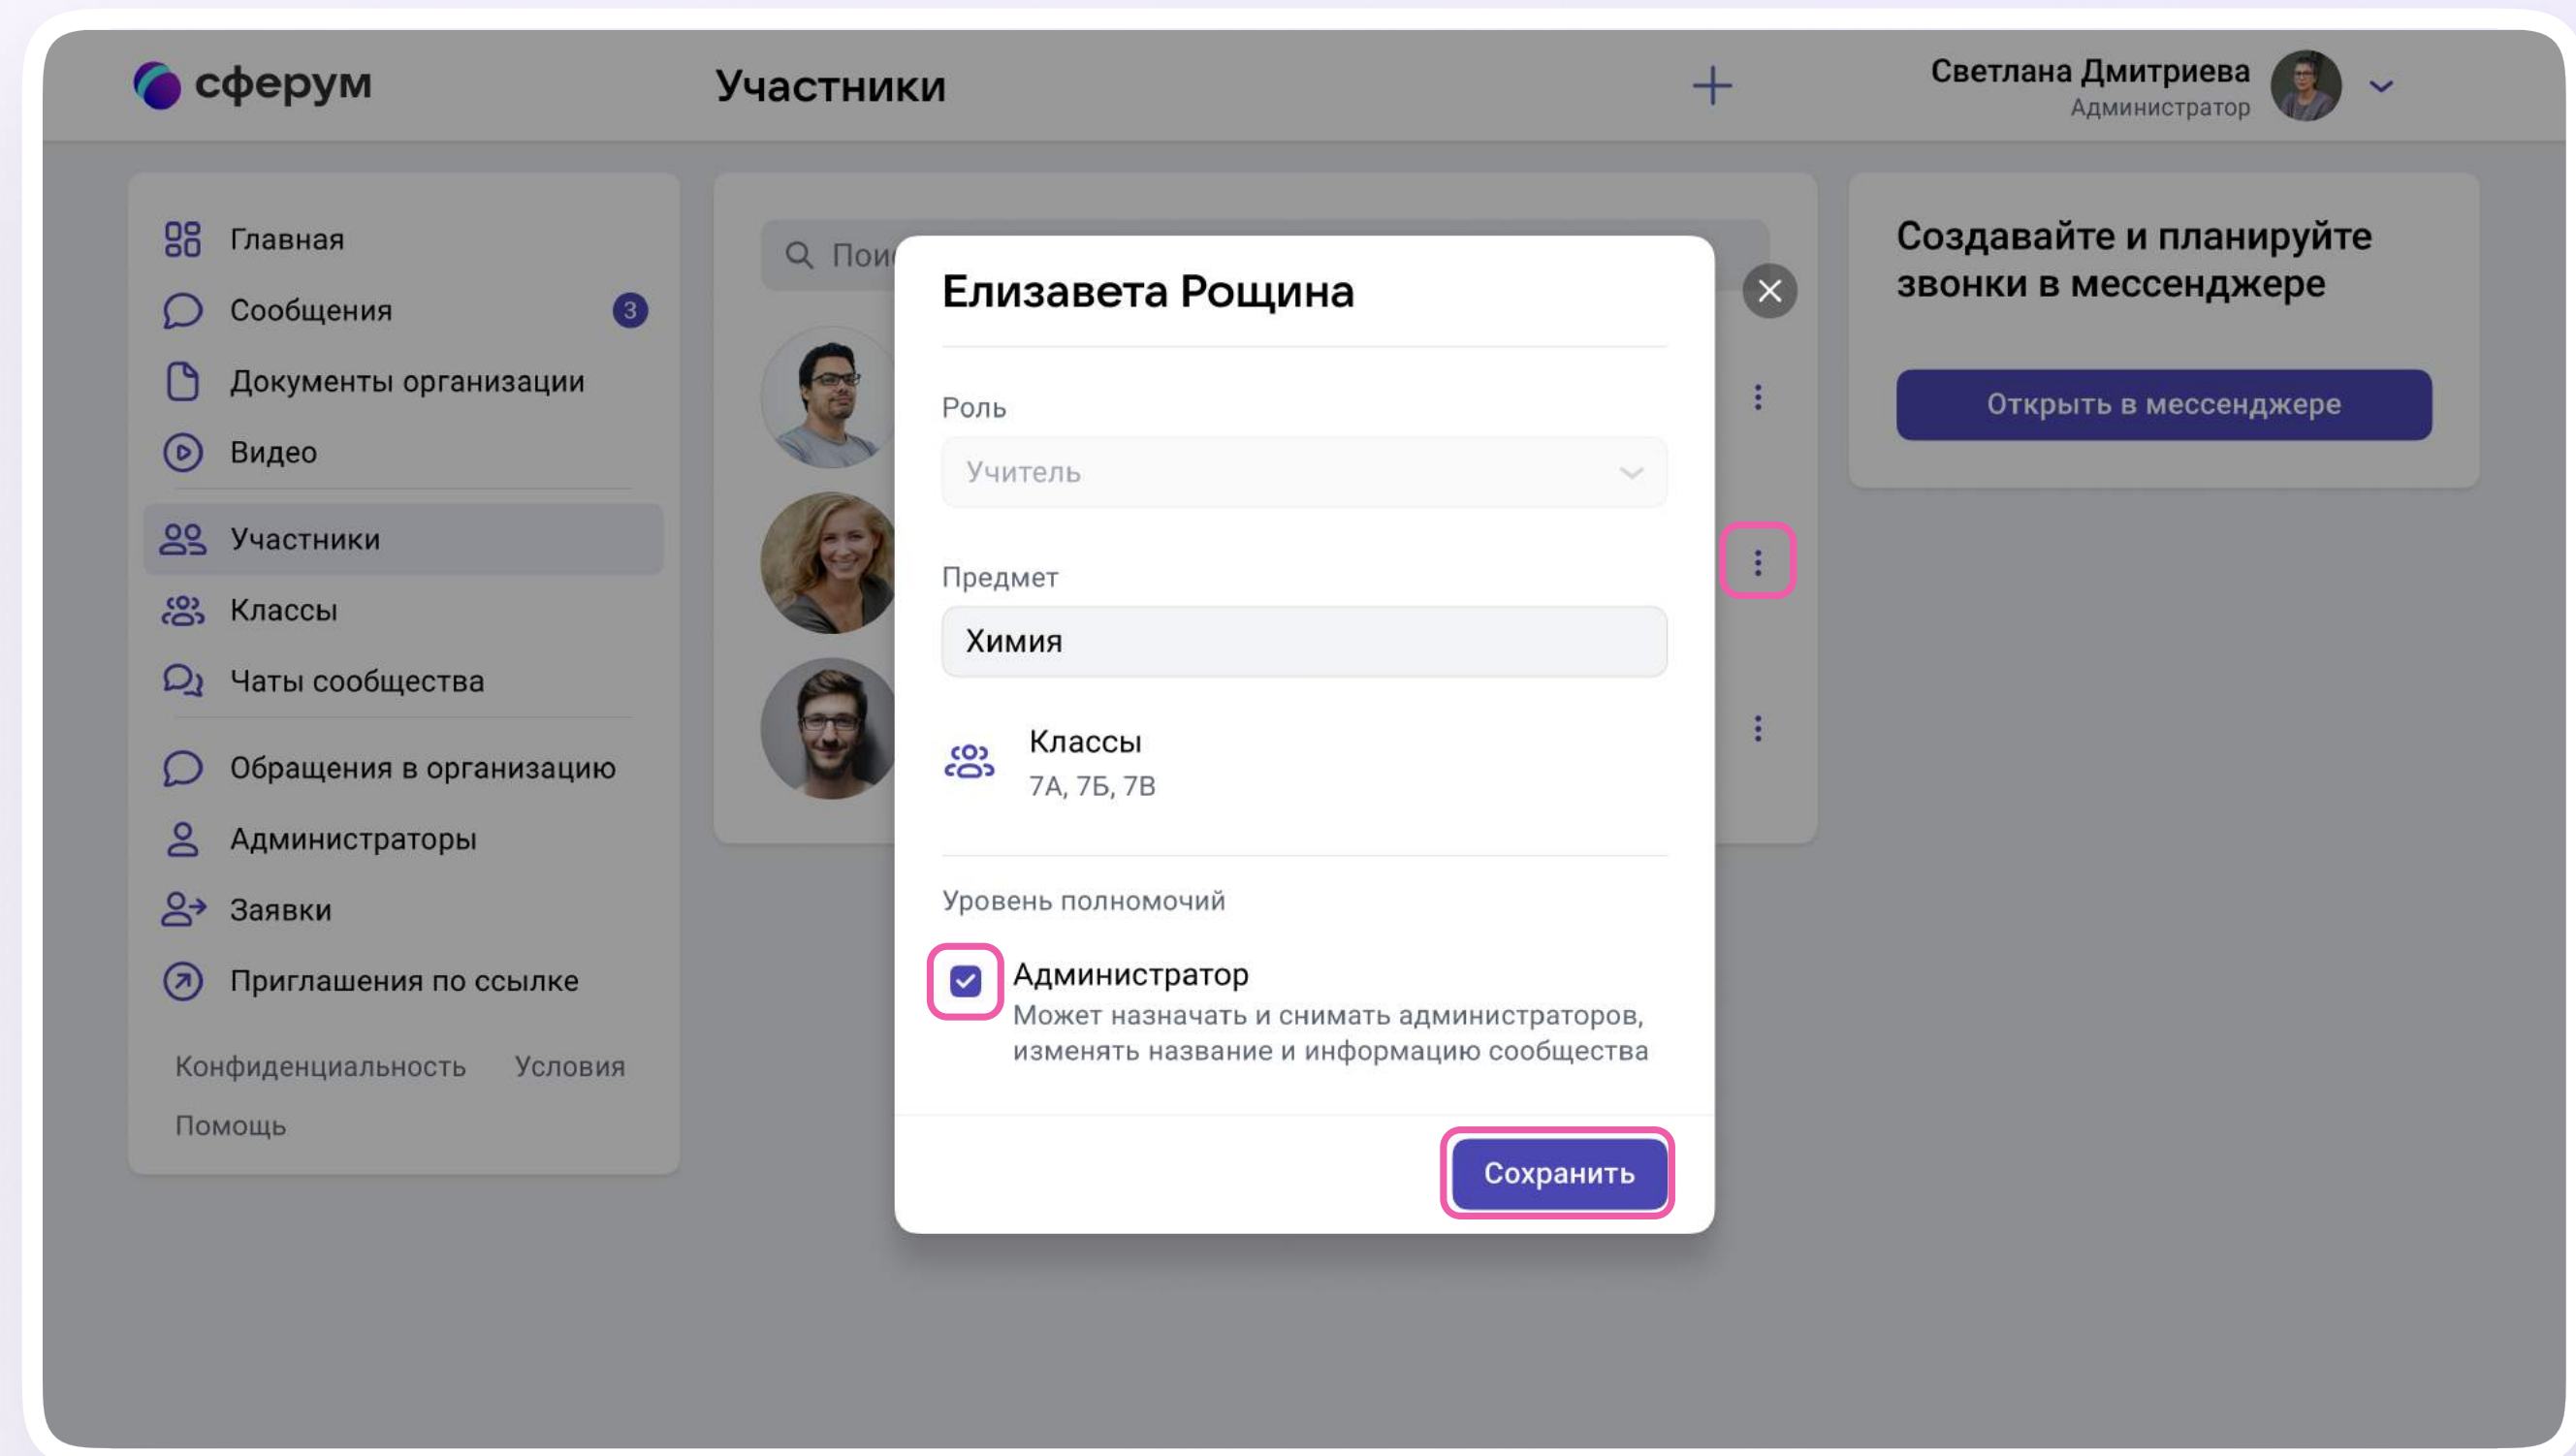 сферум
Участники
Светлана Дмитриева
Администратор
Главная
Сообщения
3
Документы организации
Видео
Участники
Классы
Чаты сообщества
Обращения в организацию
Администраторы
Заявки
Приглашения по ссылке
Конфиденциальность Условия
Помощь
Елизавета Рощина
Роль
Учитель
Предмет
Химия
Классы
7А, 7Б, 7В
Уровень полномочий
Администратор
Может назначать и снимать администраторов,
изменять название и информацию сообщества
Сохранить
Создавайте и планируйте
звонки в мессенджере
Открыть в мессенджере